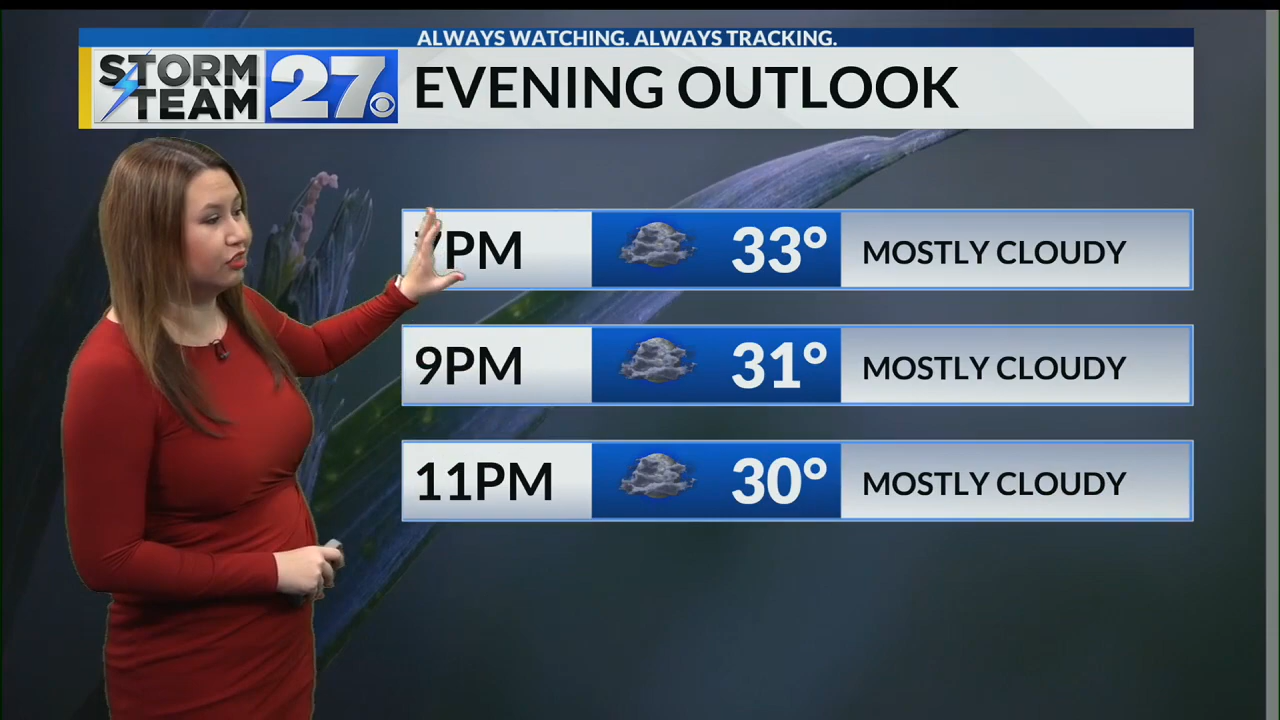 ALWAYS WATCHING. ALWAYS TRACKING.
STORM TEAM 27
EVENING OUTLOOK
7PM 33° MOSTLY CLOUDY
9PM 31° MOSTLY CLOUDY
11PM 30° MOSTLY CLOUDY